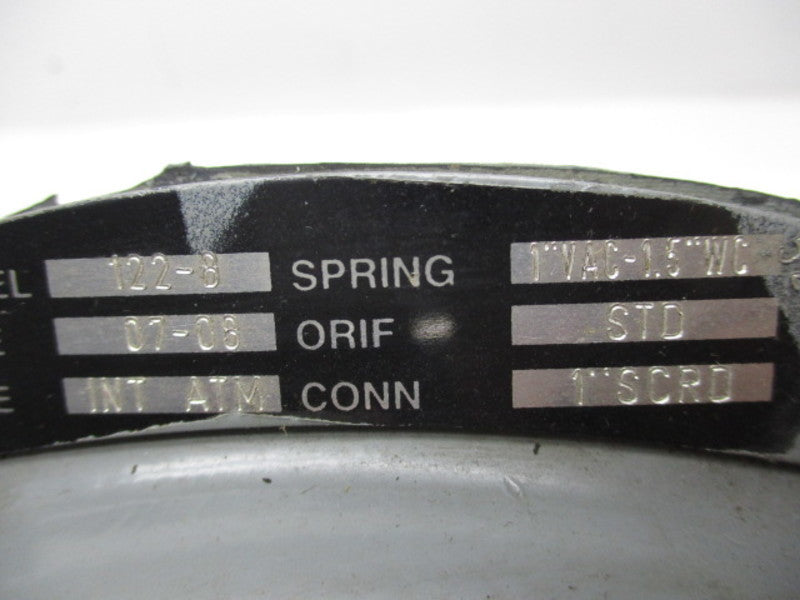 EL 122-8 SPRING 1"VAC-1.5"WC
E 07-08 ORIF STD
E INT ATM CONN 1"SCRD